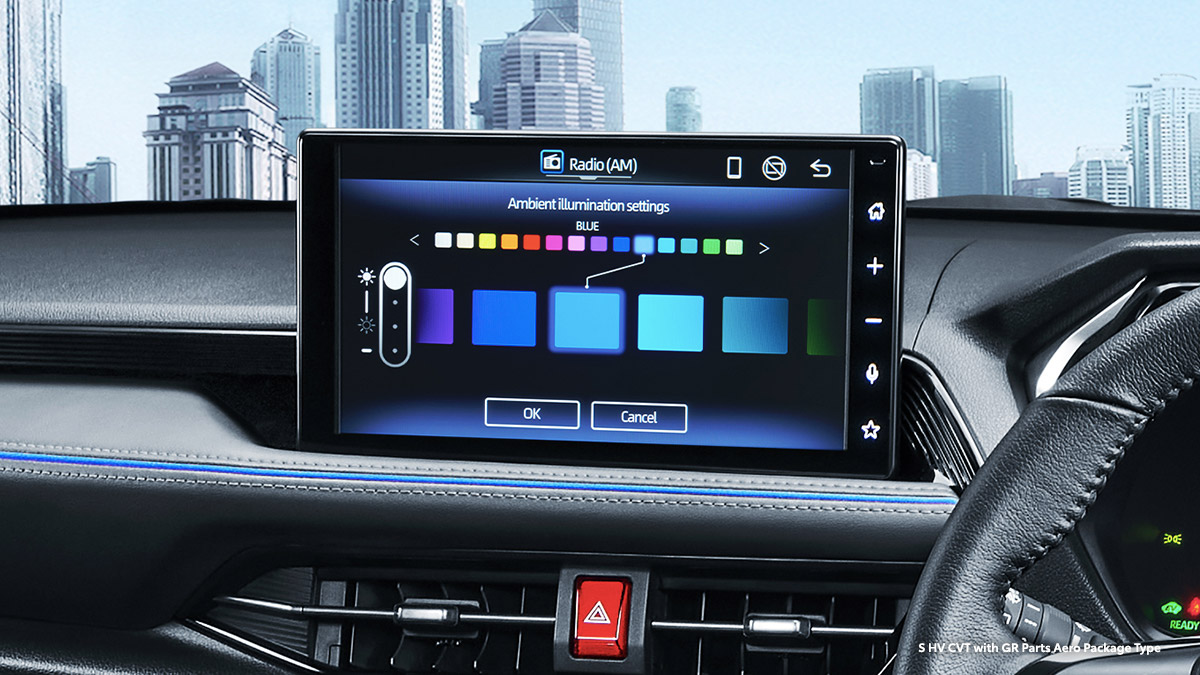 Radio (AM)
Ambient illumination settings
BLUE
OK
Cancel
READY
S HV CVT with GR Parts Aero Package Type